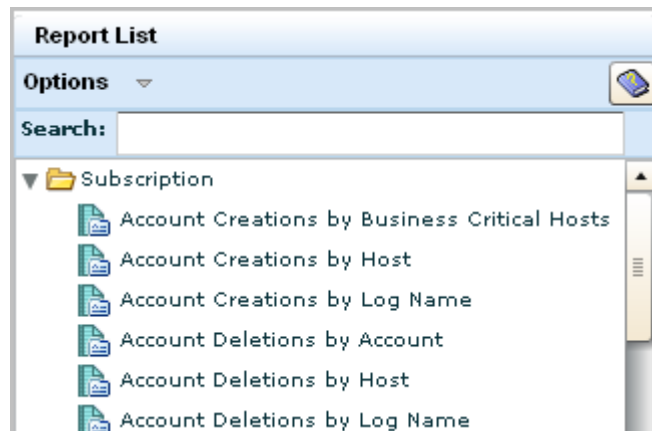 Report List
Options
Search:
Subscription
Account Creations by Business Critical Hosts
Account Creations by Host
Account Creations by Log Name
Account Deletions by Account
Account Deletions by Host
Account Deletions by Log Name